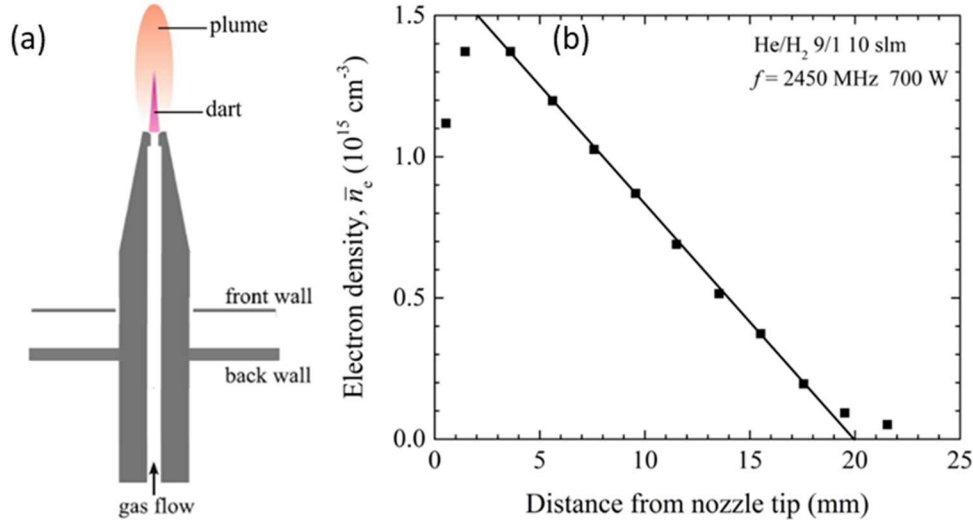 (a)
plume
dart
front wall
back wall
gas flow
(b)
He/H₂ 9/1 10 slm
f = 2450 MHz 700 W
Electron density, n̅ₑ (10¹⁵ cm⁻³)
1.5
1.0
0.5
0.0
0 5 10 15 20 25
Distance from nozzle tip (mm)